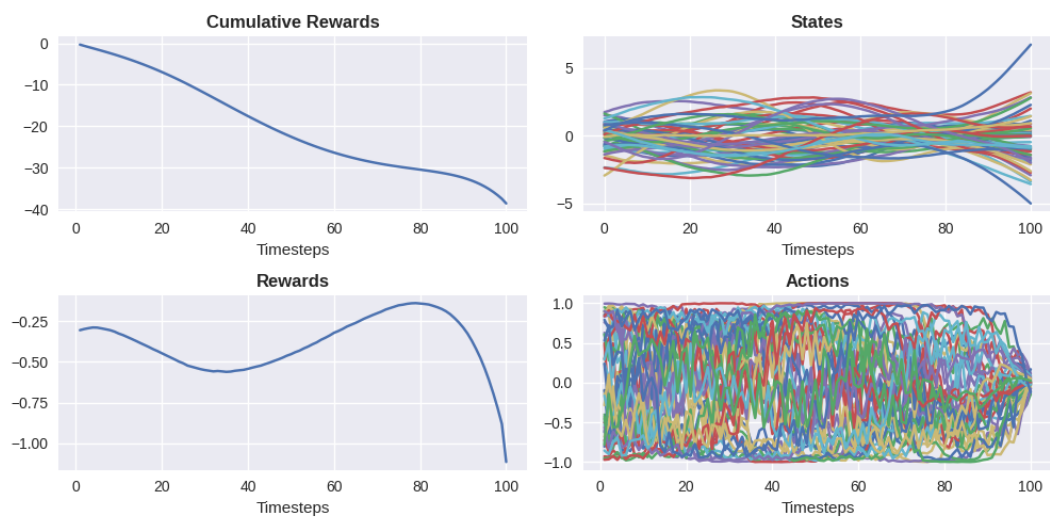 Cumulative Rewards
0
−10
−20
−30
−40
0 20 40 60 80 100
Timesteps
States
5
0
−5
0 20 40 60 80 100
Timesteps
Rewards
−0.25
−0.50
−0.75
−1.00
0 20 40 60 80 100
Timesteps
Actions
1.0
0.5
0.0
−0.5
−1.0
0 20 40 60 80 100
Timesteps